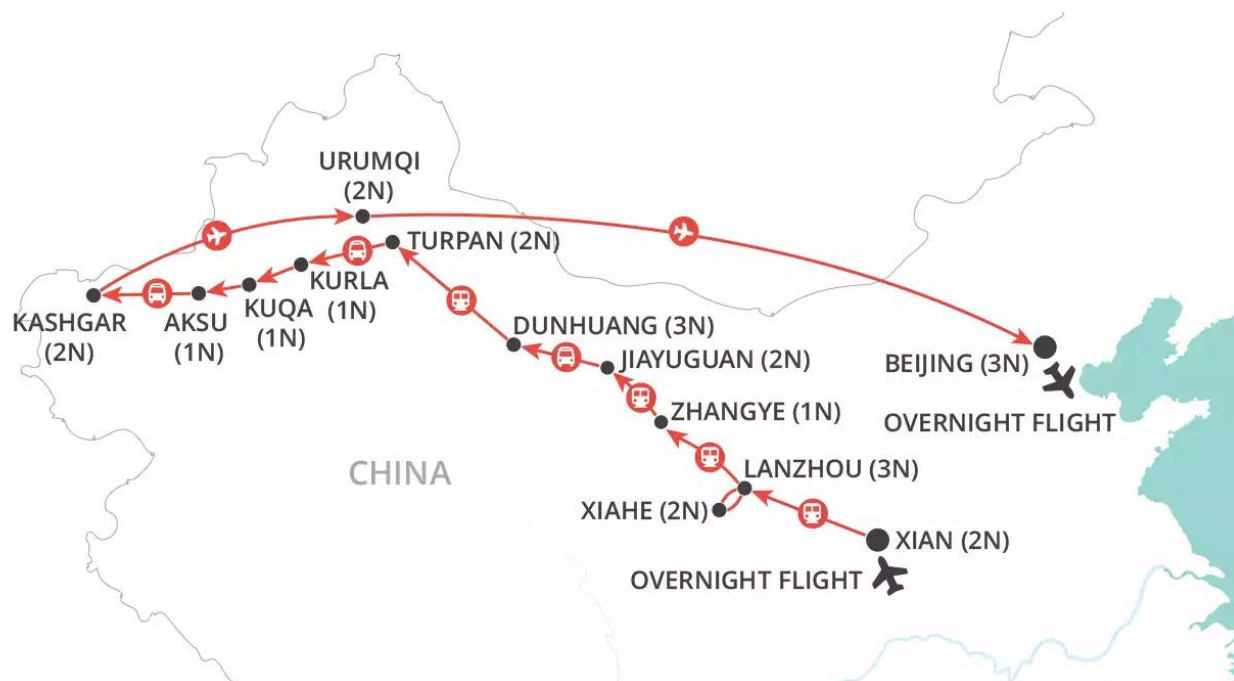 URUMQI
(2N)
TURPAN (2N)
KURLA
(1N)
KUQA
(1N)
AKSU
(1N)
KASHGAR
(2N)
DUNHUANG (3N)
JIAYUGUAN (2N)
BEIJING (3N)
OVERNIGHT FLIGHT
ZHANGYE (1N)
CHINA
LANZHOU (3N)
XIAHE (2N)
XIAN (2N)
OVERNIGHT FLIGHT